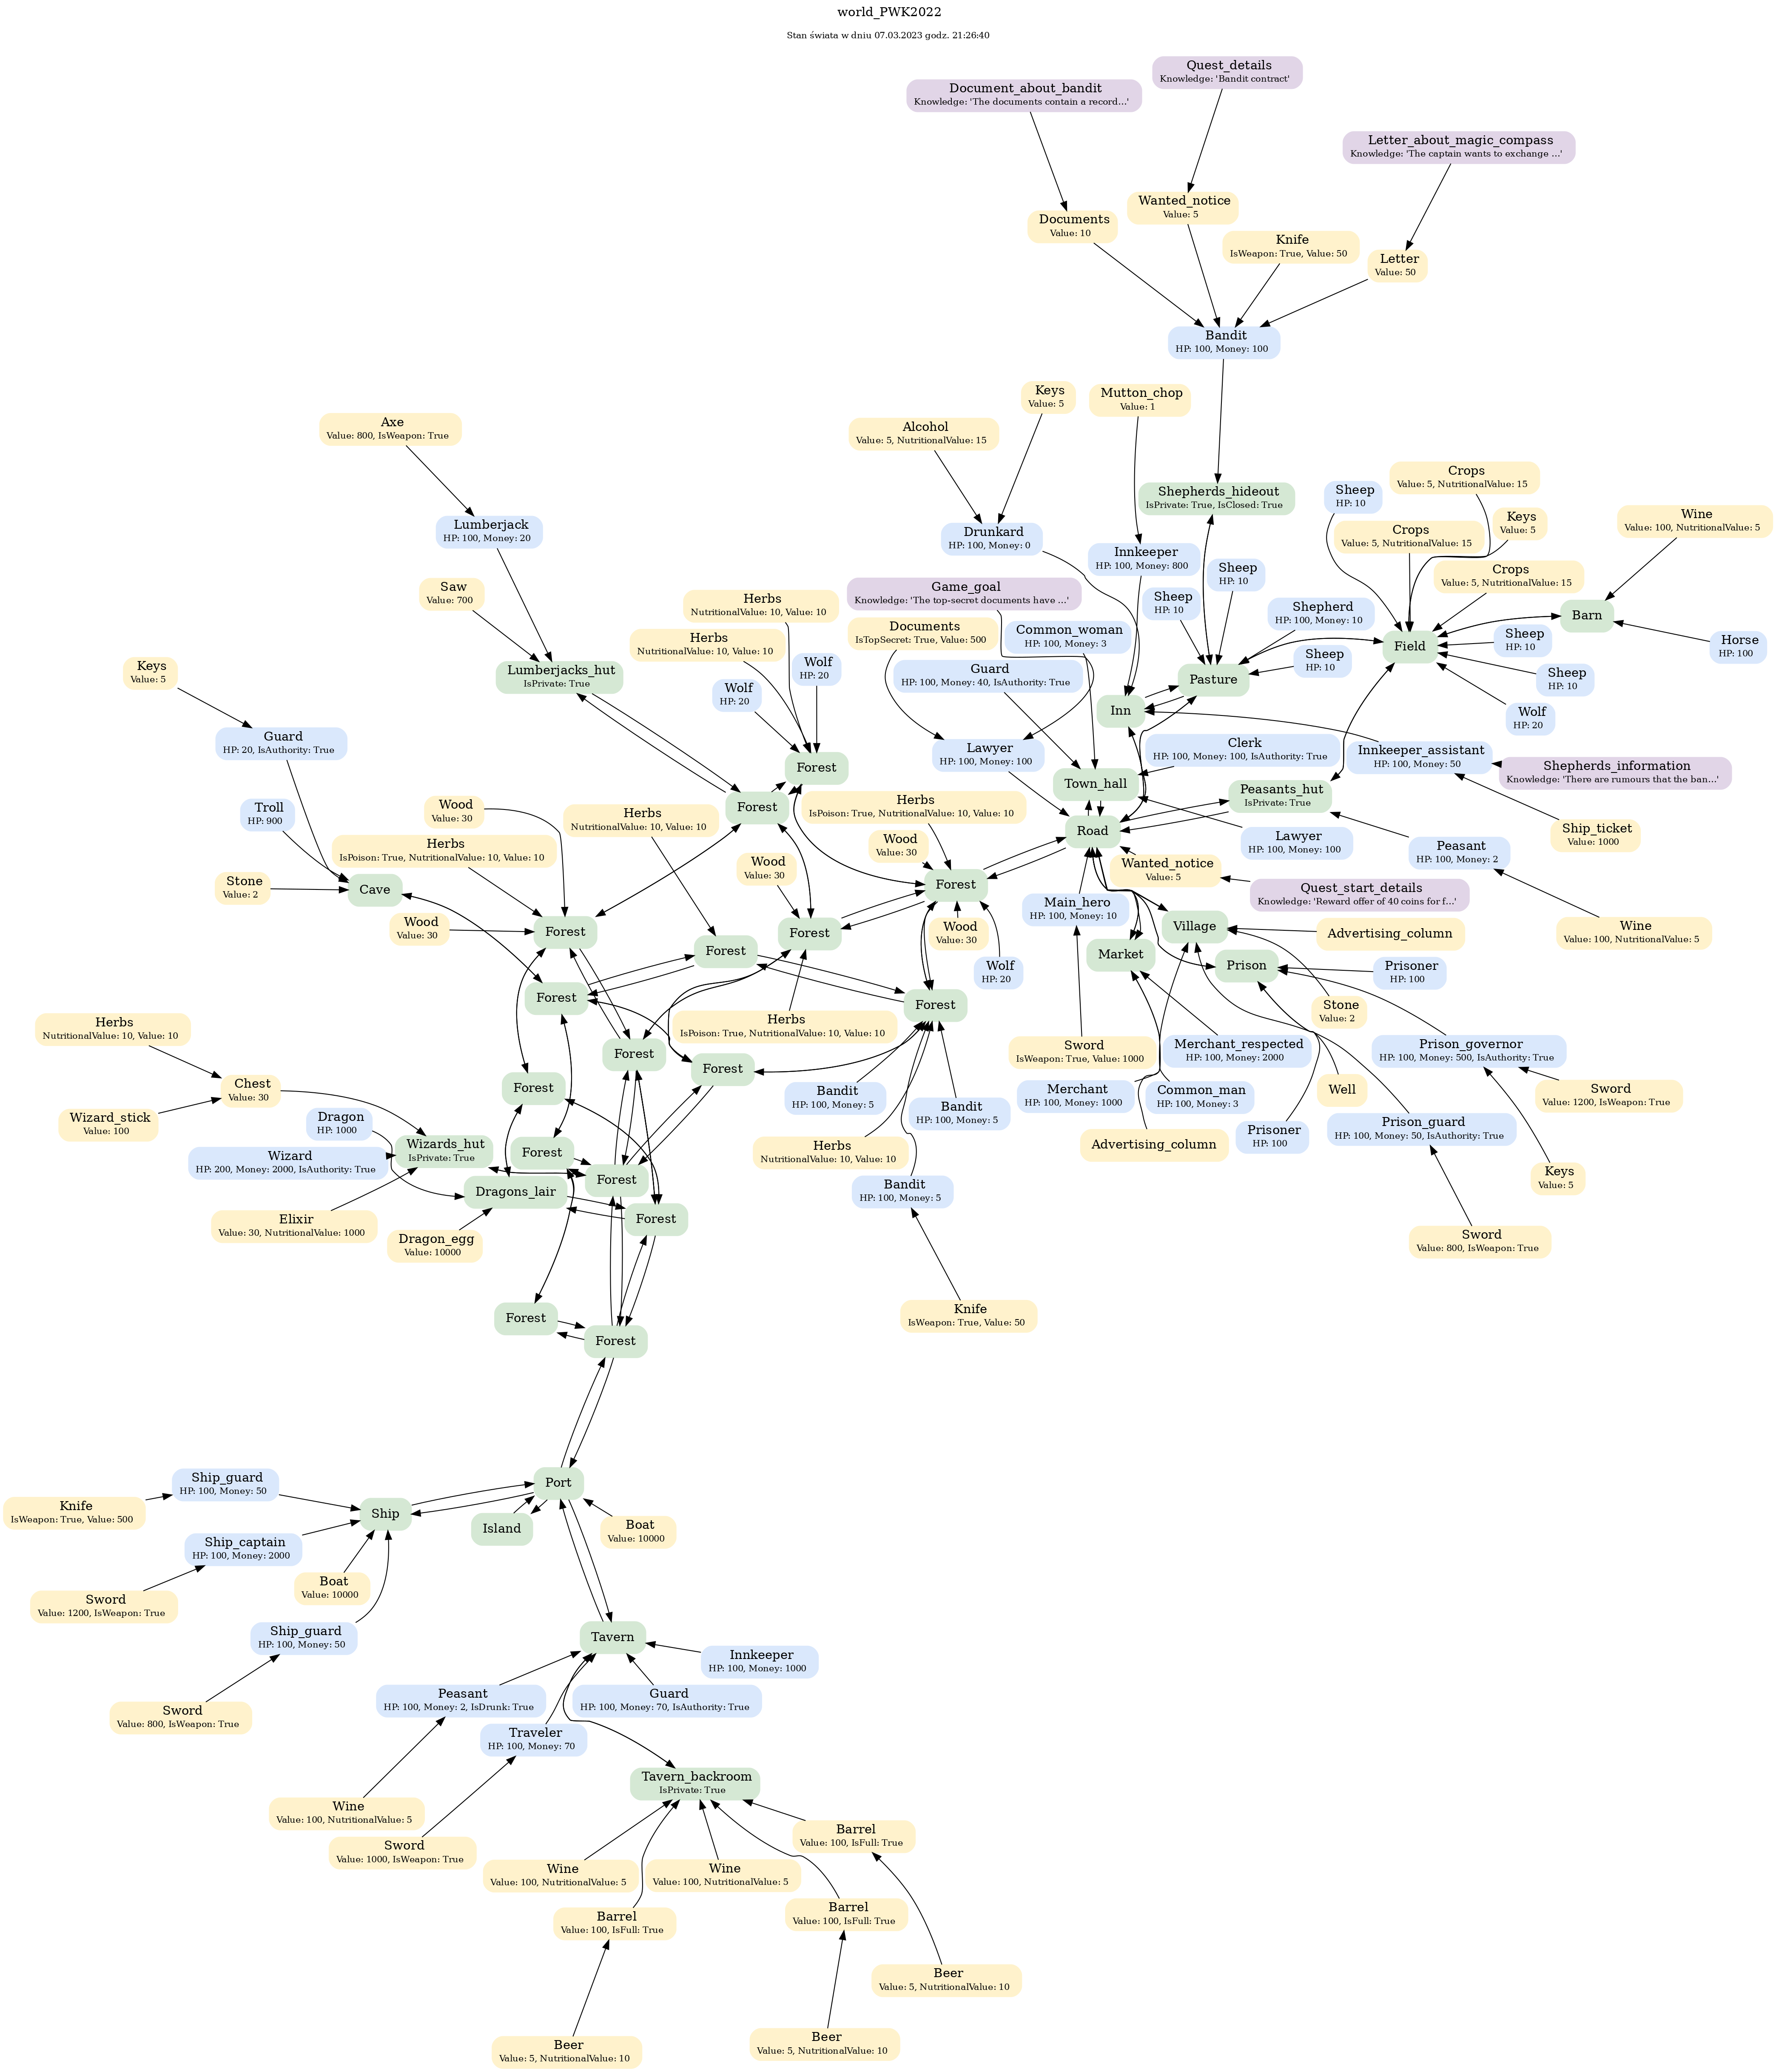 world_PWK2022
Stan świata w dniu 07.03.2023 godz. 21:26:40
Quest_details
Knowledge: 'Bandit contract'
Document_about_bandit
Knowledge: 'The documents contain a record...'
Letter_about_magic_compass
Knowledge: 'The captain wants to exchange ...'
Wanted_notice
Value: 5
Documents
Value: 10
Knife
IsWeapon: True, Value: 50
Letter
Value: 50
Bandit
HP: 100, Money: 100
Keys
Value: 5
Mutton_chop
Value: 1
Axe
Value: 800, IsWeapon: True
Alcohol
Value: 5, NutritionalValue: 15
Crops
Value: 5, NutritionalValue: 15
Sheep
HP: 10
Shepherds_hideout
IsPrivate: True, IsClosed: True
Keys
Value: 5
Wine
Value: 100, NutritionalValue: 5
Lumberjack
HP: 100, Money: 20
Drunkard
HP: 100, Money: 0
Crops
Value: 5, NutritionalValue: 15
Innkeeper
HP: 100, Money: 800
Sheep
HP: 10
Crops
Value: 5, NutritionalValue: 15
Saw
Value: 700
Game_goal
Knowledge: 'The top-secret documents have ...'
Sheep
HP: 10
Herbs
NutritionalValue: 10, Value: 10
Shepherd
HP: 100, Money: 10
Barn
Documents
IsTopSecret: True, Value: 500
Common_woman
HP: 100, Money: 3
Herbs
NutritionalValue: 10, Value: 10
Field
Sheep
HP: 10
Horse
HP: 100
Sheep
HP: 10
Keys
Value: 5
Wolf
HP: 20
Lumberjacks_hut
IsPrivate: True
Guard
HP: 100, Money: 40, IsAuthority: True
Pasture
Sheep
HP: 10
Wolf
HP: 20
Inn
Wolf
HP: 20
Guard
HP: 20, IsAuthority: True
Lawyer
HP: 100, Money: 100
Clerk
HP: 100, Money: 100, IsAuthority: True
Innkeeper_assistant
HP: 100, Money: 50
Shepherds_information
Knowledge: 'There are rumours that the ban...'
Forest
Town_hall
Peasants_hut
IsPrivate: True
Forest
Wood
Value: 30
Herbs
IsPoison: True, NutritionalValue: 10, Value: 10
Troll
HP: 900
Herbs
NutritionalValue: 10, Value: 10
Road
Ship_ticket
Value: 1000
Herbs
IsPoison: True, NutritionalValue: 10, Value: 10
Wood
Value: 30
Lawyer
HP: 100, Money: 100
Peasant
HP: 100, Money: 2
Wood
Value: 30
Wanted_notice
Value: 5
Stone
Value: 2
Cave
Forest
Quest_start_details
Knowledge: 'Reward offer of 40 coins for f...'
Main_hero
HP: 100, Money: 10
Wood
Value: 30
Forest
Forest
Wood
Value: 30
Village
Advertising_column
Wine
Value: 100, NutritionalValue: 5
Forest
Market
Prison
Wolf
HP: 20
Prisoner
HP: 100
Forest
Forest
Stone
Value: 2
Herbs
NutritionalValue: 10, Value: 10
Herbs
IsPoison: True, NutritionalValue: 10, Value: 10
Sword
IsWeapon: True, Value: 1000
Merchant_respected
HP: 100, Money: 2000
Prison_governor
HP: 100, Money: 500, IsAuthority: True
Forest
Forest
Chest
Value: 30
Forest
Bandit
HP: 100, Money: 5
Merchant
HP: 100, Money: 1000
Common_man
HP: 100, Money: 3
Well
Sword
Value: 1200, IsWeapon: True
Bandit
HP: 100, Money: 5
Wizard_stick
Value: 100
Dragon
HP: 1000
Prisoner
HP: 100
Prison_guard
HP: 100, Money: 50, IsAuthority: True
Advertising_column
Wizards_hut
IsPrivate: True
Forest
Herbs
NutritionalValue: 10, Value: 10
Wizard
HP: 200, Money: 2000, IsAuthority: True
Forest
Keys
Value: 5
Dragons_lair
Bandit
HP: 100, Money: 5
Elixir
Value: 30, NutritionalValue: 1000
Forest
Dragon_egg
Value: 10000
Sword
Value: 800, IsWeapon: True
Forest
Knife
IsWeapon: True, Value: 50
Forest
Port
Ship_guard
HP: 100, Money: 50
Knife
IsWeapon: True, Value: 500
Ship
Island
Boat
Value: 10000
Ship_captain
HP: 100, Money: 2000
Boat
Value: 10000
Sword
Value: 1200, IsWeapon: True
Ship_guard
HP: 100, Money: 50
Tavern
Innkeeper
HP: 100, Money: 1000
Peasant
HP: 100, Money: 2, IsDrunk: True
Guard
HP: 100, Money: 70, IsAuthority: True
Sword
Value: 800, IsWeapon: True
Traveler
HP: 100, Money: 70
Tavern_backroom
IsPrivate: True
Wine
Value: 100, NutritionalValue: 5
Barrel
Value: 100, IsFull: True
Sword
Value: 1000, IsWeapon: True
Wine
Value: 100, NutritionalValue: 5
Wine
Value: 100, NutritionalValue: 5
Barrel
Value: 100, IsFull: True
Barrel
Value: 100, IsFull: True
Beer
Value: 5, NutritionalValue: 10
Beer
Value: 5, NutritionalValue: 10
Beer
Value: 5, NutritionalValue: 10